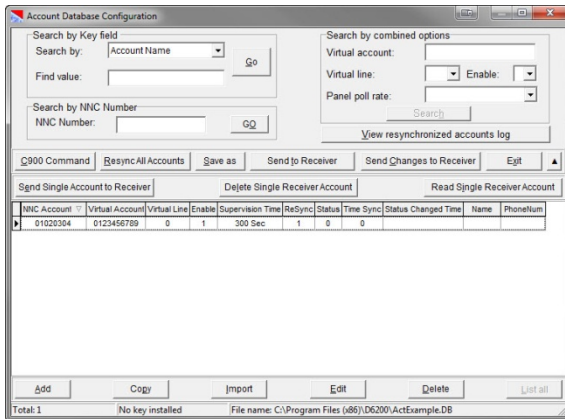 Account Database Configuration
Search by Key field
Search by: Account Name
Go
Find value:
Search by NNC Number
NNC Number:
GO
Search by combined options
Virtual account:
Virtual line: Enable:
Panel poll rate:
Search
View resynchronized accounts log
C900 Command Resync All Accounts Save as Send to Receiver Send Changes to Receiver Exit
Send Single Account to Receiver Delete Single Receiver Account Read Single Receiver Account
NNC Account Virtual Account Virtual Line Enable Supervision Time ReSync Status Time Sync Status Changed Time Name PhoneNum
01020304 0123456789 0 1 300 Sec 1 0 0
Add Copy Import Edit Delete List all
Total: 1 No key installed File name: C:\Program Files (x86)\D6200\ActExample.DB